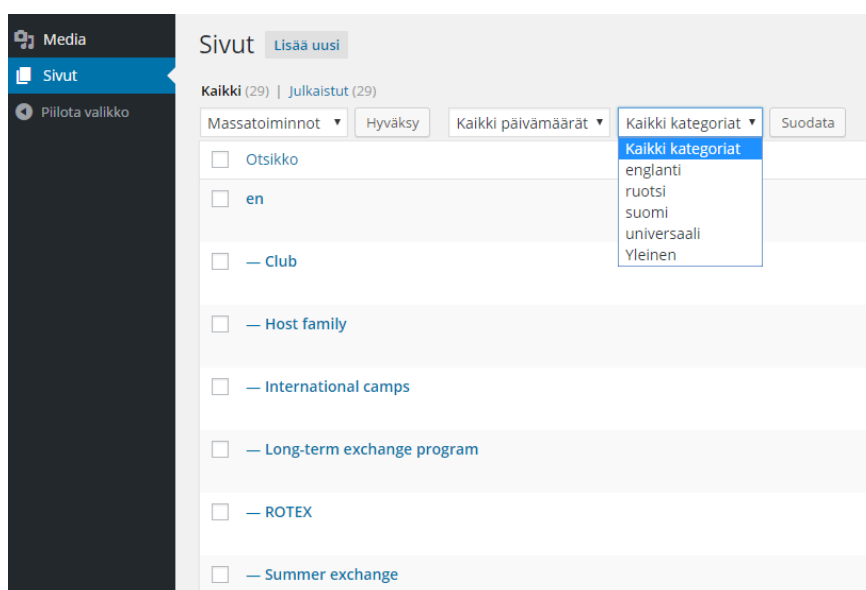 Media
Sivut
Piilota valikko
Sivut Lisää uusi
Kaikki (29) | Julkaistut (29)
Massatoiminnot Hyväksy Kaikki päivämäärät Kaikki kategoriat Suodata
Kaikki kategoriat
englanti
ruotsi
suomi
universaali
Yleinen
Otsikko
en
— Club
— Host family
— International camps
— Long-term exchange program
— ROTEX
— Summer exchange